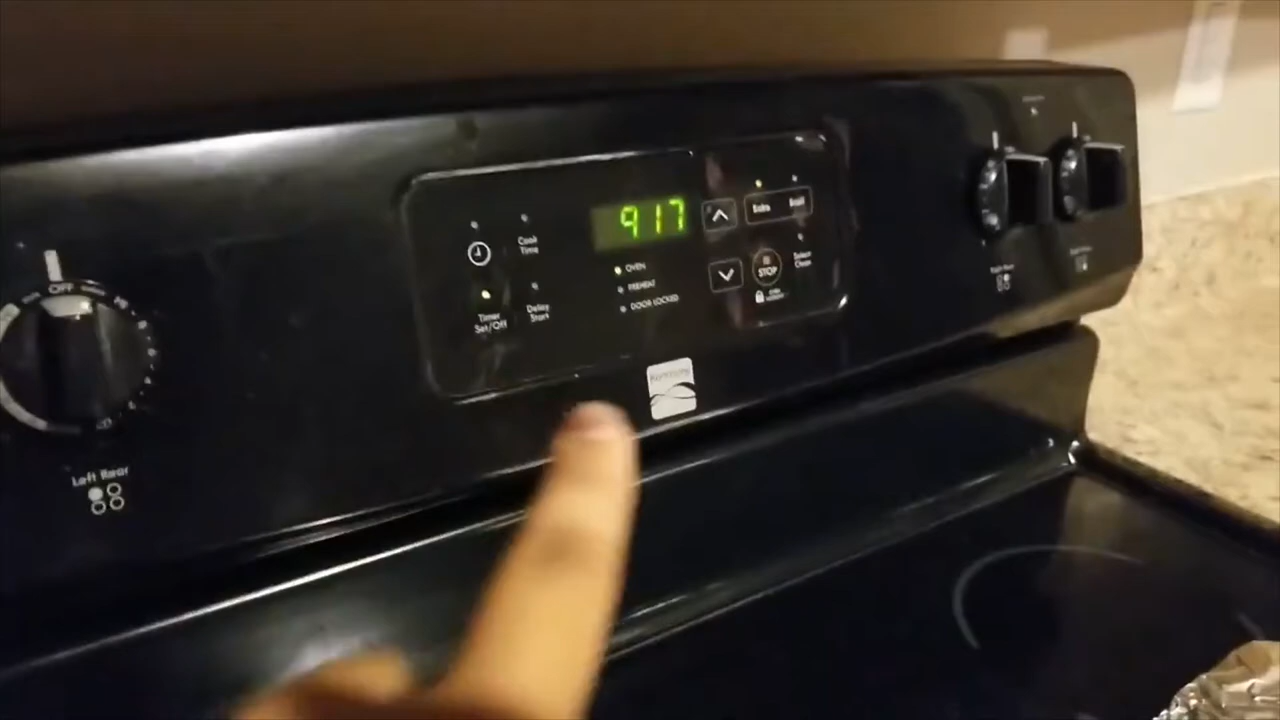 OFF
Left Rear
Cook
Time
Timer
Set/Off
Delay
Start
917
OVEN
PREHEAT
DOOR LOCKED
Bake
Broil
STOP
Select
Clean
Kenmore